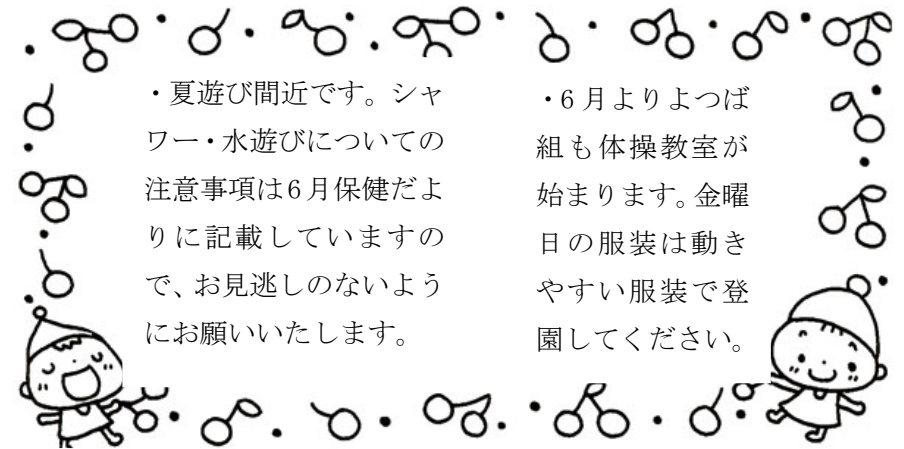 ・夏遊び間近です。シャ
ワー・水遊びについての
注意事項は6月保健だよ
りに記載していますの
で、お見逃しのないよう
にお願いいたします。
・6月よりよつば
組も体操教室が
始まります。金曜
日の服装は動き
やすい服装で登
園してください。